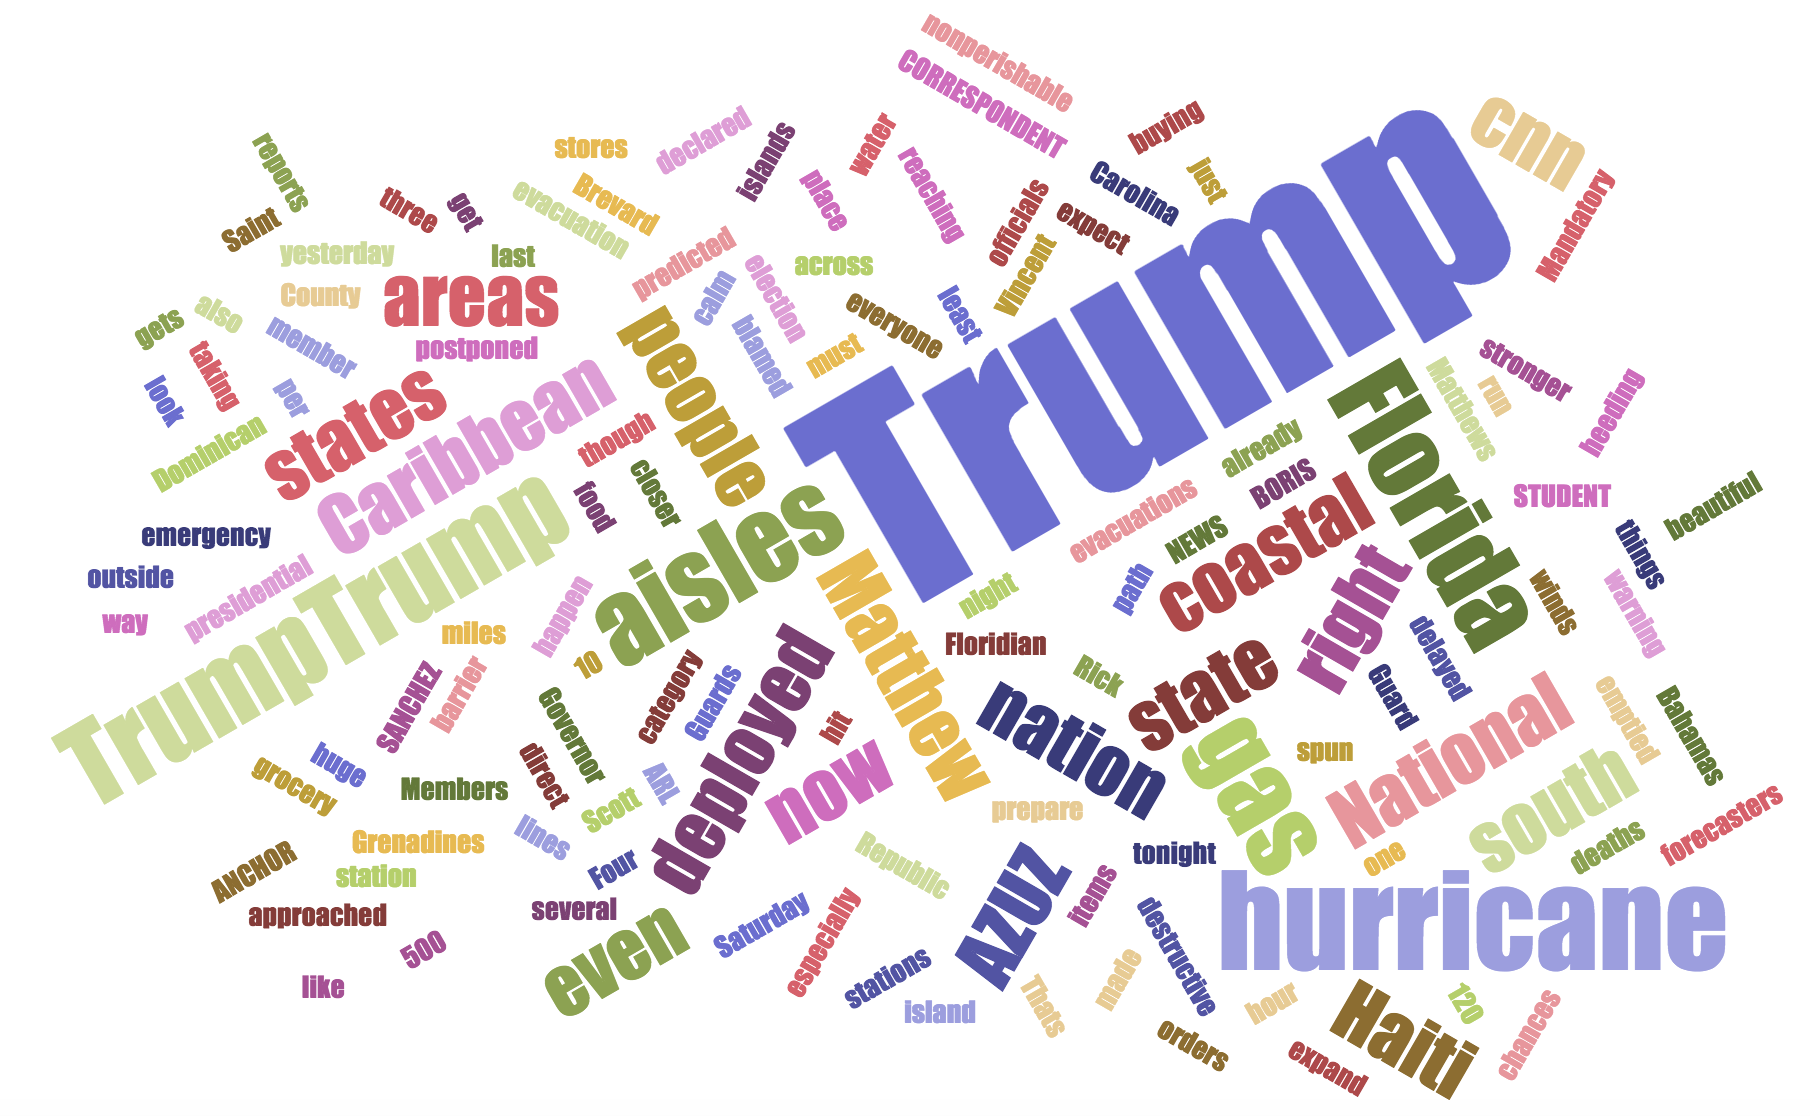 nonperishable
CORRESPONDENT
cnn
buying
declared
islands
water
stores
reports
reaching
just
Carolina
Mandatory
Trump
Brevard
evacuation
place
officials
three
get
Saint
expect
yesterday
last
predicted
across
Vincent
County
areas
calm
election
everyone
least
gets
also
member
postponed
blamed
must
people
stronger
Matthews
run
heeding
look
taking
per
states
Caribbean
though
Florida
already
Dominican
closer
food
BORIS
evacuations
NEWS
coastal
STUDENT
beautiful
things
emergency
TrumpTrump
aisles
outside
presidential
way
happen
Matthew
night
path
right
winds
warning
miles
10
Floridian
deployed
Rick
state
delayed
Guard
SANCHEZ
barrier
category
Guards
Governor
hit
nation
gas
spun
National
emptied
Bahamas
grocery
huge
Members
direct
Scott
APL
now
prepare
south
forecasters
Grenadines
lines
Four
Republic
tonight
one
deaths
ANCHOR
station
approached
several
Saturday
especially
AZUZ
items
hurricane
500
even
stations
destructive
like
island
Thats
made
hour
Haiti
120
chances
orders
expand